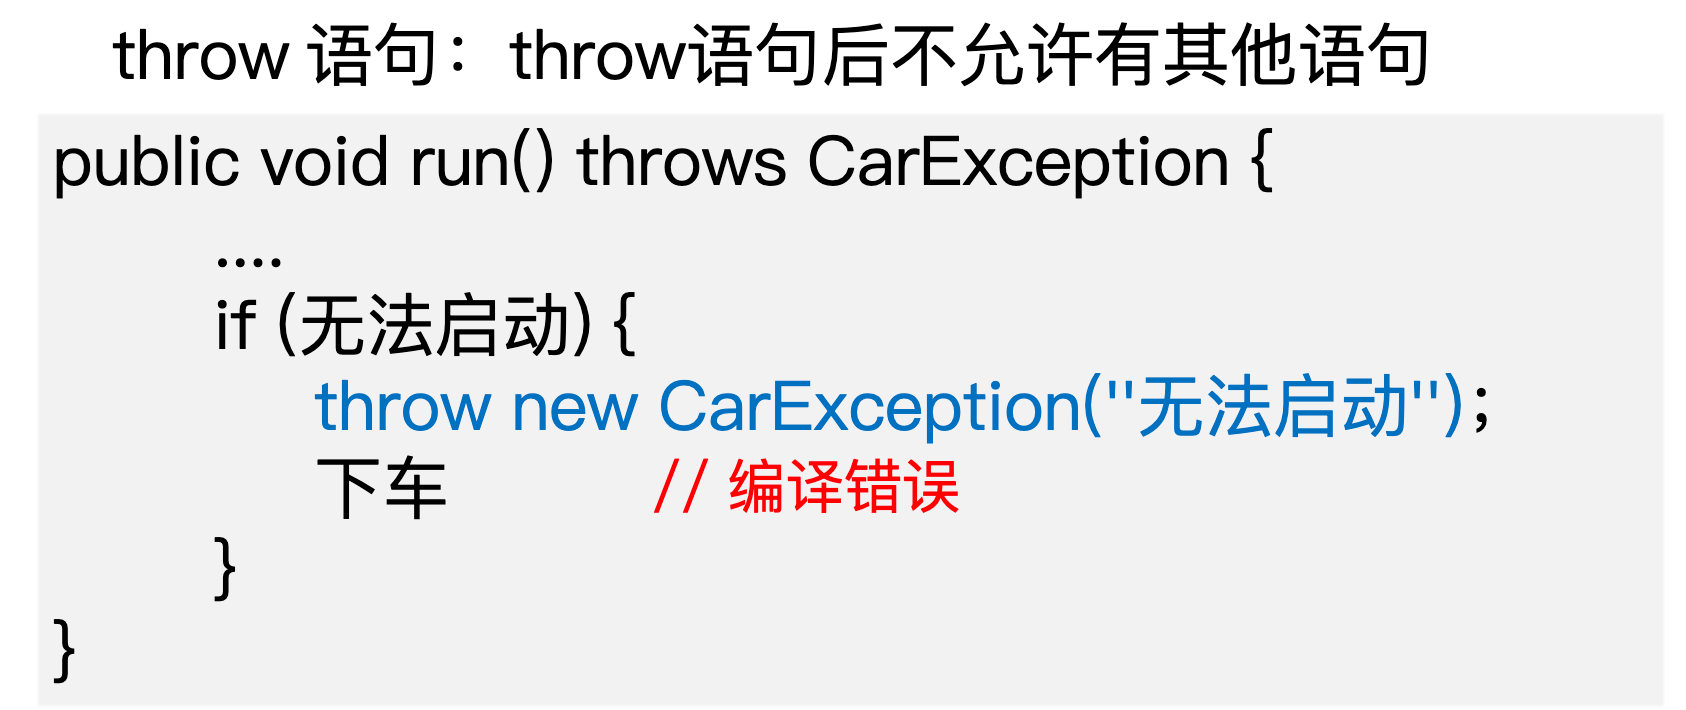 throw 语句：throw语句后不允许有其他语句
public void run() throws CarException {
....
if (无法启动) {
throw new CarException("无法启动");
下车 // 编译错误
}
}